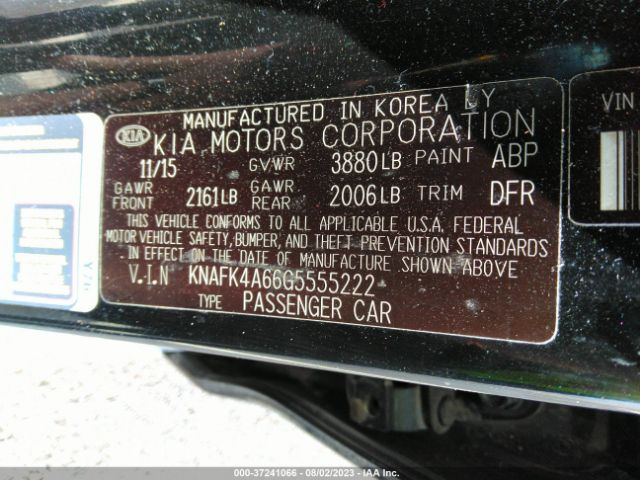 MANUFACTURED IN KOREA BY
KIA KIA MOTORS CORPORATION
11/15 GVWR 3880LB PAINT ABP
GAWR FRONT 2161LB GAWR REAR 2006LB TRIM DFR
THIS VEHICLE CONFORMS TO ALL APPLICABLE U.S.A. FEDERAL
MOTOR VEHICLE SAFETY, BUMPER, AND THEFT PREVENTION STANDARDS
IN EFFECT ON THE DATE OF MANUFACTURE SHOWN ABOVE
V.I.N KNAFK4A66G5555222
TYPE PASSENGER CAR
VIN
000-37241066 - 08/02/2023 - IAA Inc.